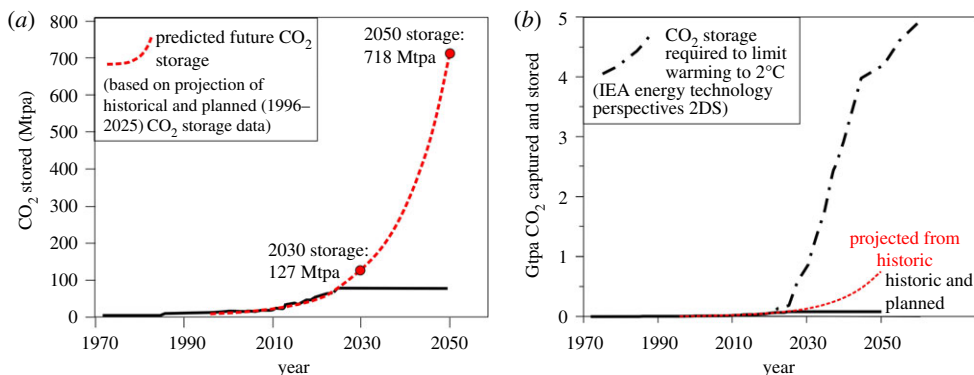 (a)
800
700
600
500
400
300
200
100
0
CO2 stored (Mtpa)
predicted future CO2
storage
(based on projection of
historical and planned (1996–
2025) CO2 storage data)
2050 storage:
718 Mtpa
2030 storage:
127 Mtpa
1970
1990
2010
2030
2050
year
(b)
5
4
3
2
1
0
Gtpa CO2 captured and stored
CO2 storage
required to limit
warming to 2°C
(IEA energy technology
perspectives 2DS)
projected from
historic
historic and
planned
1970
1990
2010
2030
2050
year